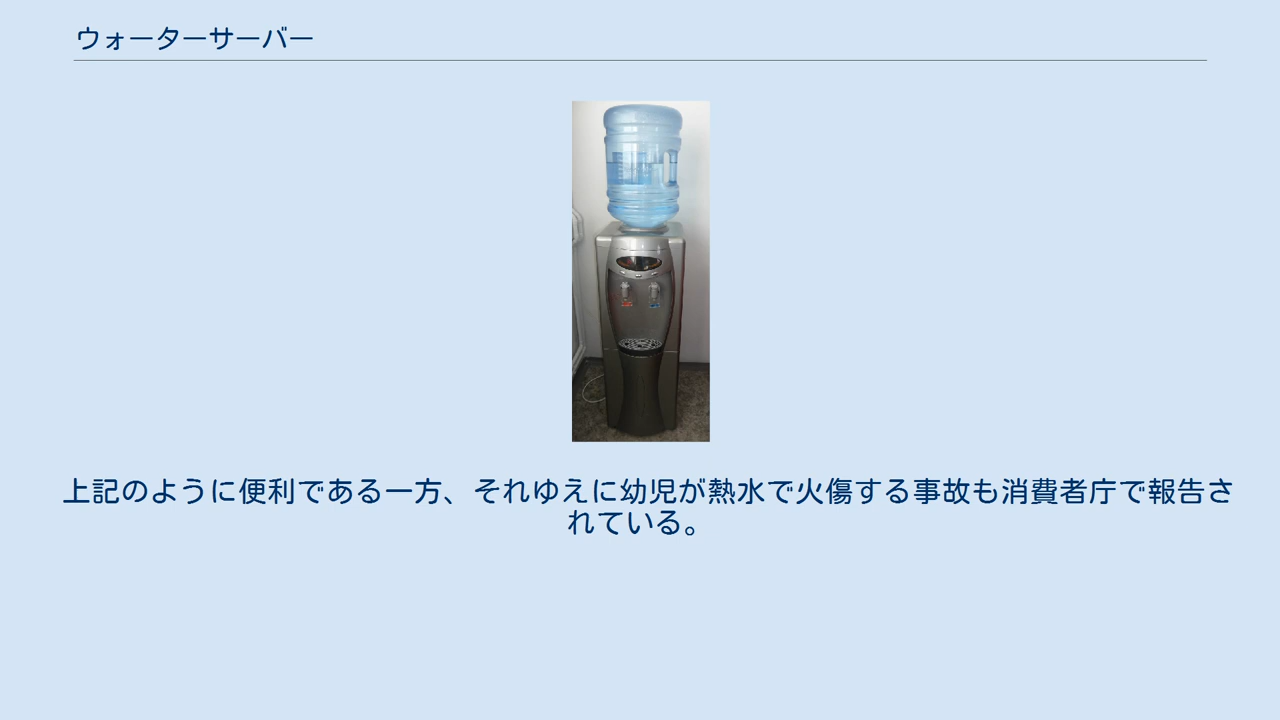 ウォーターサーバー
上記のように便利である一方、それゆえに幼児が熱水で火傷する事故も消費者庁で報告さ
れている。